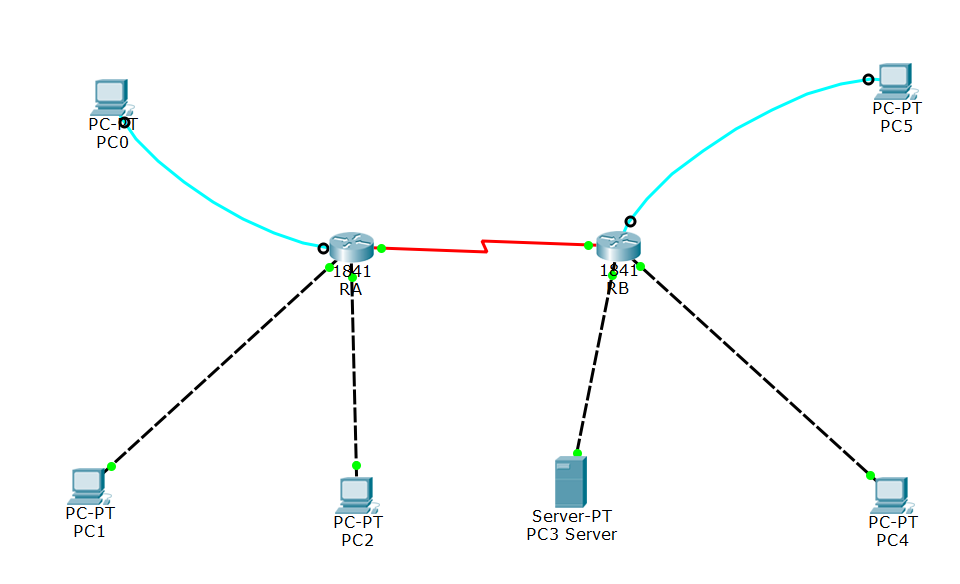 PC-PT
PC0
PC-PT
PC5
1841
RA
1841
RB
PC-PT
PC1
PC-PT
PC2
Server-PT
PC3 Server
PC-PT
PC4